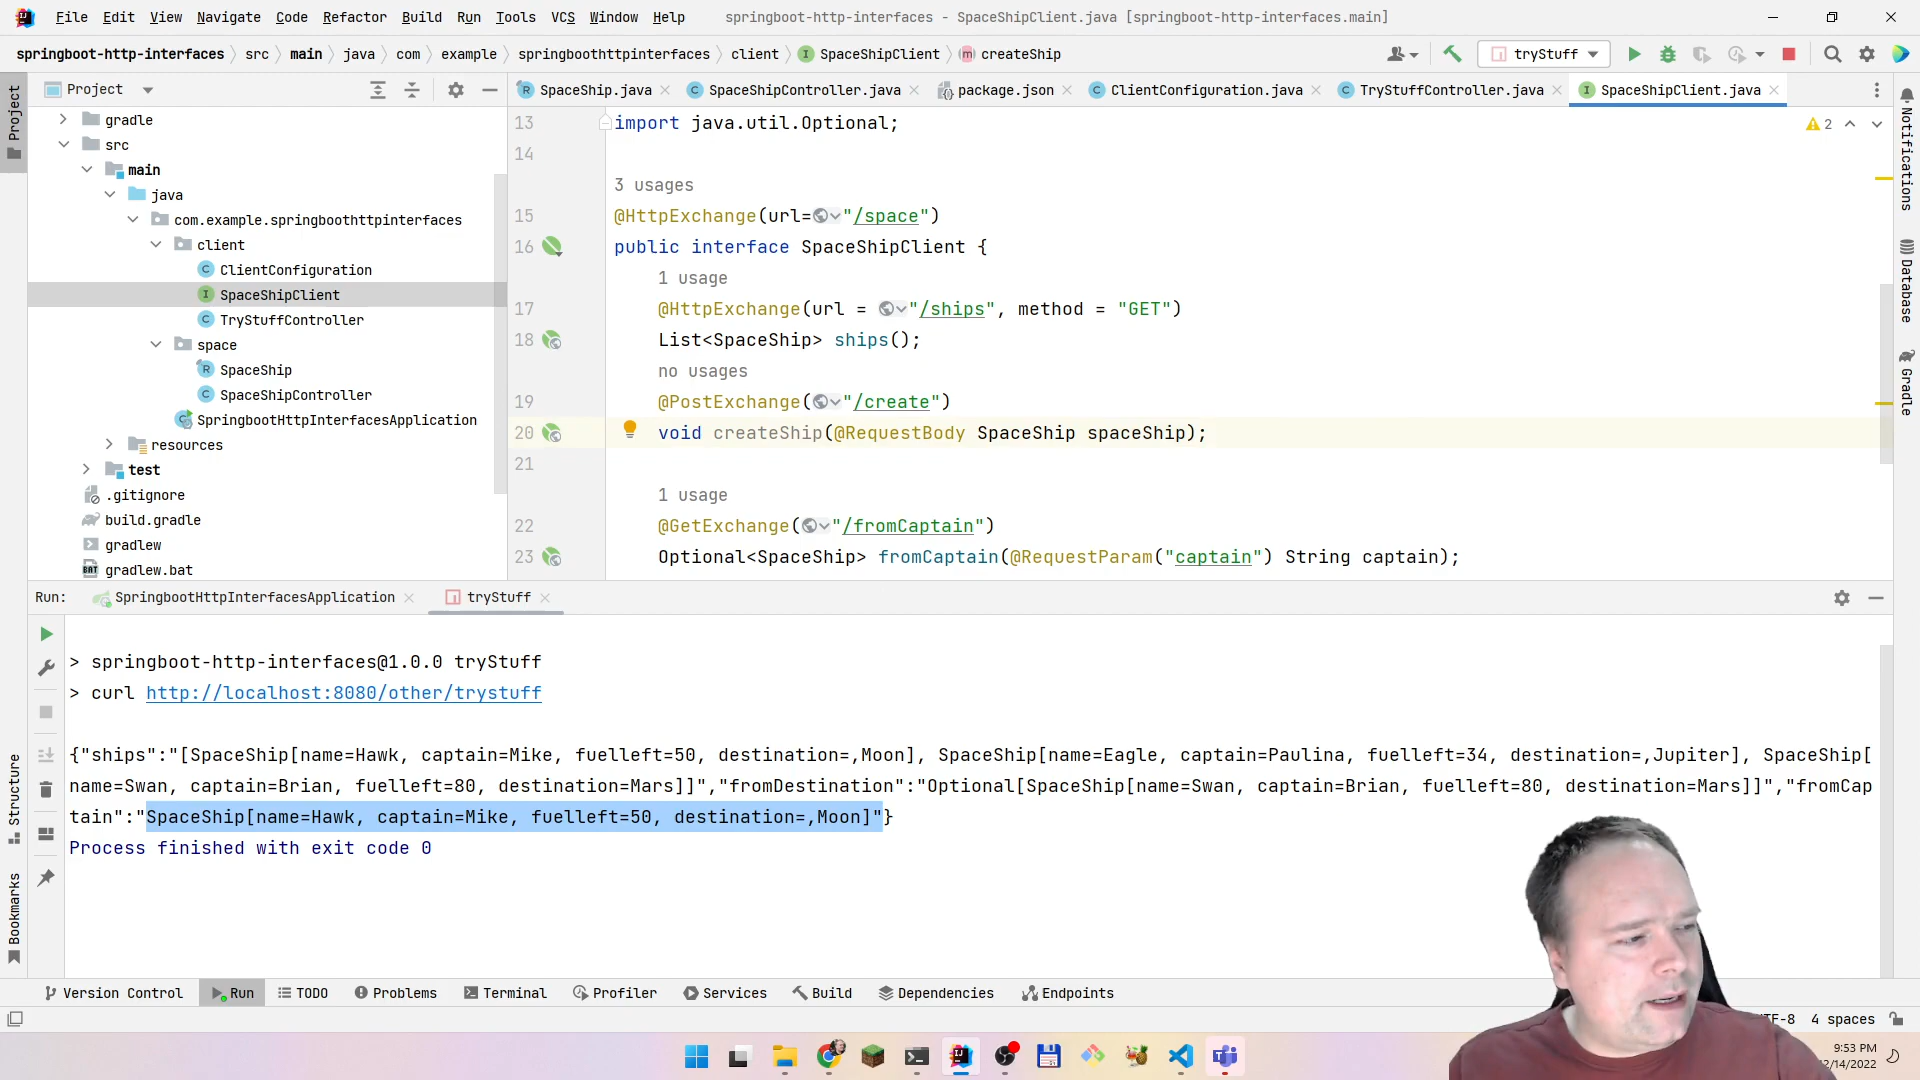 File Edit View Navigate Code Refactor Build Run Tools VCS Window Help springboot-http-interfaces - SpaceShipClient.java [springboot-http-interfaces.main]
springboot-http-interfaces src main java com example springboothttpinterfaces client SpaceShipClient createShip tryStuff
Project
SpaceShip.java SpaceShipController.java package.json ClientConfiguration.java TryStuffController.java SpaceShipClient.java
gradle
src
main
java
com.example.springboothttpinterfaces
client
ClientConfiguration
SpaceShipClient
TryStuffController
space
SpaceShip
SpaceShipController
SpringbootHttpInterfacesApplication
resources
test
.gitignore
build.gradle
gradlew
gradlew.bat
13 import java.util.Optional;
2
14
3 usages
15 @HttpExchange(url="/space")
16 public interface SpaceShipClient {
1 usage
17 @HttpExchange(url = "/ships", method = "GET")
18 List<SpaceShip> ships();
no usages
19 @PostExchange("/create")
20 void createShip(@RequestBody SpaceShip spaceShip);
21
1 usage
22 @GetExchange("/fromCaptain")
23 Optional<SpaceShip> fromCaptain(@RequestParam("captain") String captain);
Project
Structure
Bookmarks
Notifications
Database
Gradle
Run: SpringbootHttpInterfacesApplication tryStuff
> springboot-http-interfaces@1.0.0 tryStuff
> curl http://localhost:8080/other/trystuff
{"ships":"[SpaceShip[name=Hawk, captain=Mike, fuelleft=50, destination=,Moon], SpaceShip[name=Eagle, captain=Paulina, fuelleft=34, destination=,Jupiter], SpaceShip[
name=Swan, captain=Brian, fuelleft=80, destination=Mars]]","fromDestination":"Optional[SpaceShip[name=Swan, captain=Brian, fuelleft=80, destination=Mars]]","fromCap
tain":"SpaceShip[name=Hawk, captain=Mike, fuelleft=50, destination=,Moon]"}
Process finished with exit code 0
Version Control Run TODO Problems Terminal Profiler Services Build Dependencies Endpoints
4 spaces
9:53 PM